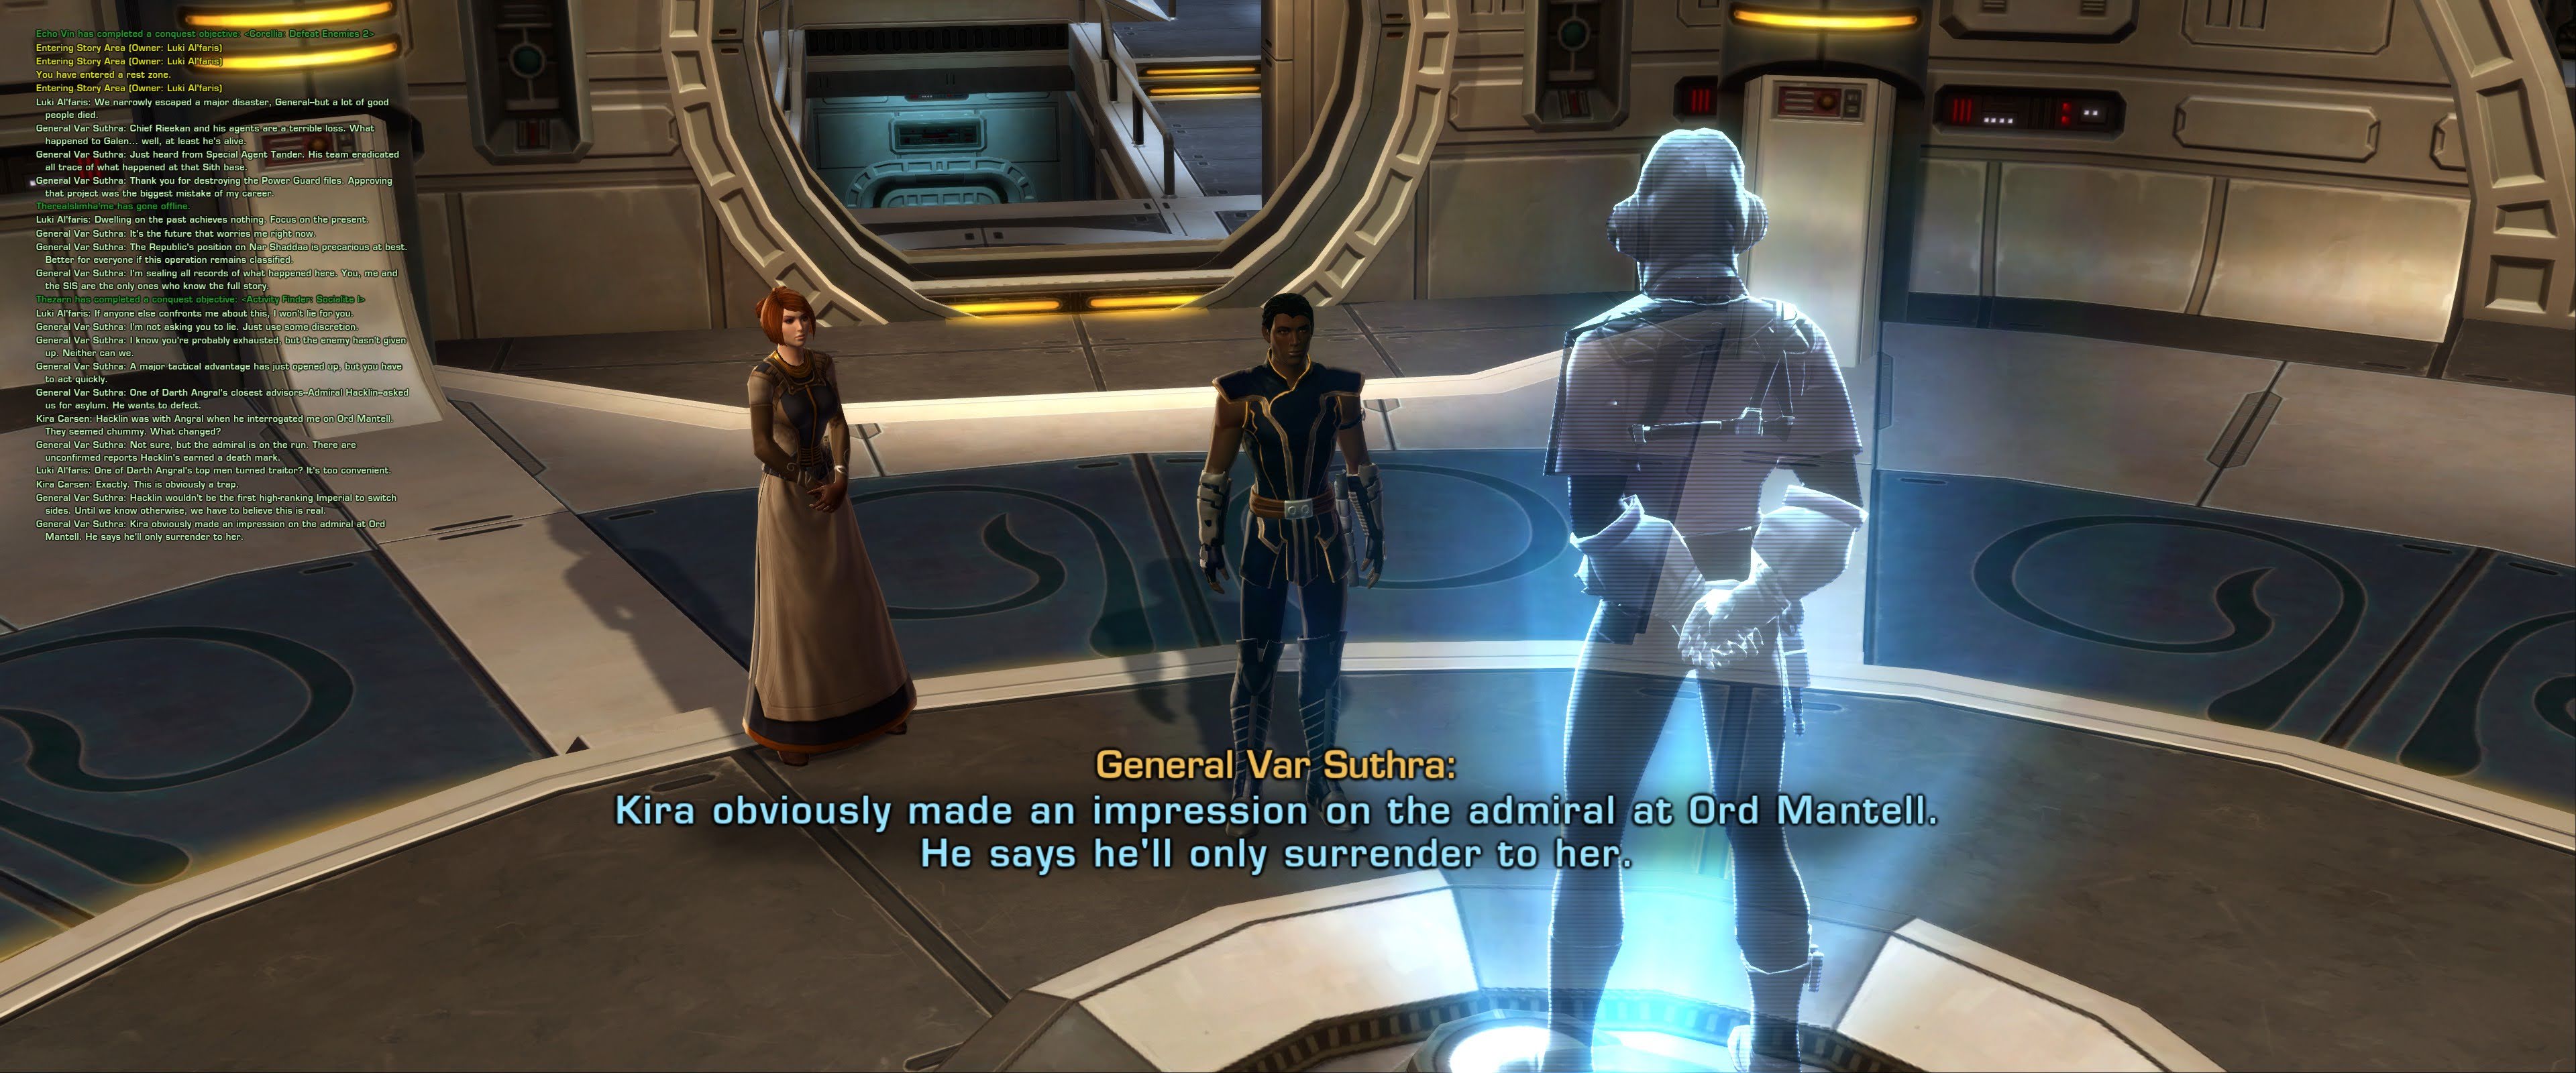 Echo Vin has completed a conquest objective: <Corellia: Defeat Enemies 2>
Entering Story Area (Owner: Luki Al'faris)
Entering Story Area (Owner: Luki Al'faris)
You have entered a rest zone.
Entering Story Area (Owner: Luki Al'faris)
Luki Al'faris: We narrowly escaped a major disaster, General—but a lot of good
people died.
General Var Suthra: Chief Rieekan and his agents are a terrible loss. What
happened to Galen... well, at least he's alive.
General Var Suthra: Just heard from Special Agent Tander. His team eradicated
all trace of what happened at that Sith base.
General Var Suthra: Thank you for destroying the Power Guard files. Approving
that project was the biggest mistake of my career.
Therealslimha'me has gone offline.
Luki Al'faris: Dwelling on the past achieves nothing. Focus on the present.
General Var Suthra: It's the future that worries me right now.
General Var Suthra: The Republic's position on Nar Shaddaa is precarious at best.
Better for everyone if this operation remains classified.
General Var Suthra: I'm sealing all records of what happened here. You, me and
the SIS are the only ones who know the full story.
Thezarn has completed a conquest objective: <Activity Finder: Socialite I>
Luki Al'faris: If anyone else confronts me about this, I won't lie for you.
General Var Suthra: I'm not asking you to lie. Just use some discretion.
General Var Suthra: I know you're probably exhausted, but the enemy hasn't given
up. Neither can we.
General Var Suthra: A major tactical advantage has just opened up, but you have
to act quickly.
General Var Suthra: One of Darth Angral's closest advisors—Admiral Hacklin—asked
us for asylum. He wants to defect.
Kira Carsen: Hacklin was with Angral when he interrogated me on Ord Mantell.
They seemed chummy. What changed?
General Var Suthra: Not sure, but the admiral is on the run. There are
unconfirmed reports Hacklin's earned a death mark.
Luki Al'faris: One of Darth Angral's top men turned traitor? It's too convenient.
Kira Carsen: Exactly. This is obviously a trap.
General Var Suthra: Hacklin wouldn't be the first high-ranking Imperial to switch
sides. Until we know otherwise, we have to believe this is real.
General Var Suthra: Kira obviously made an impression on the admiral at Ord
Mantell. He says he'll only surrender to her.
General Var Suthra:
Kira obviously made an impression on the admiral at Ord Mantell.
He says he'll only surrender to her.